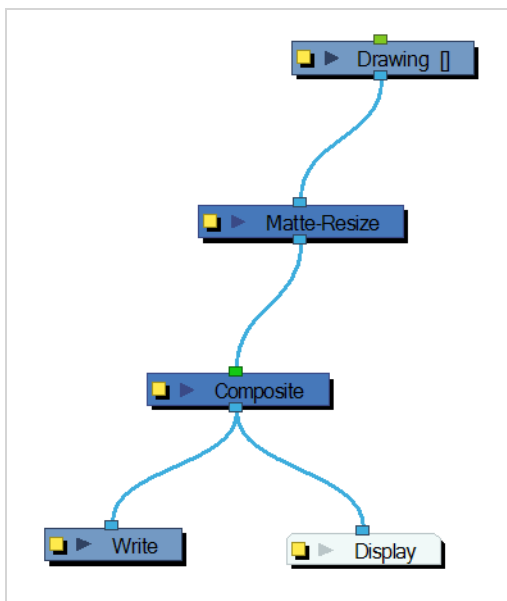 Drawing []
Matte-Resize
Composite
Write
Display